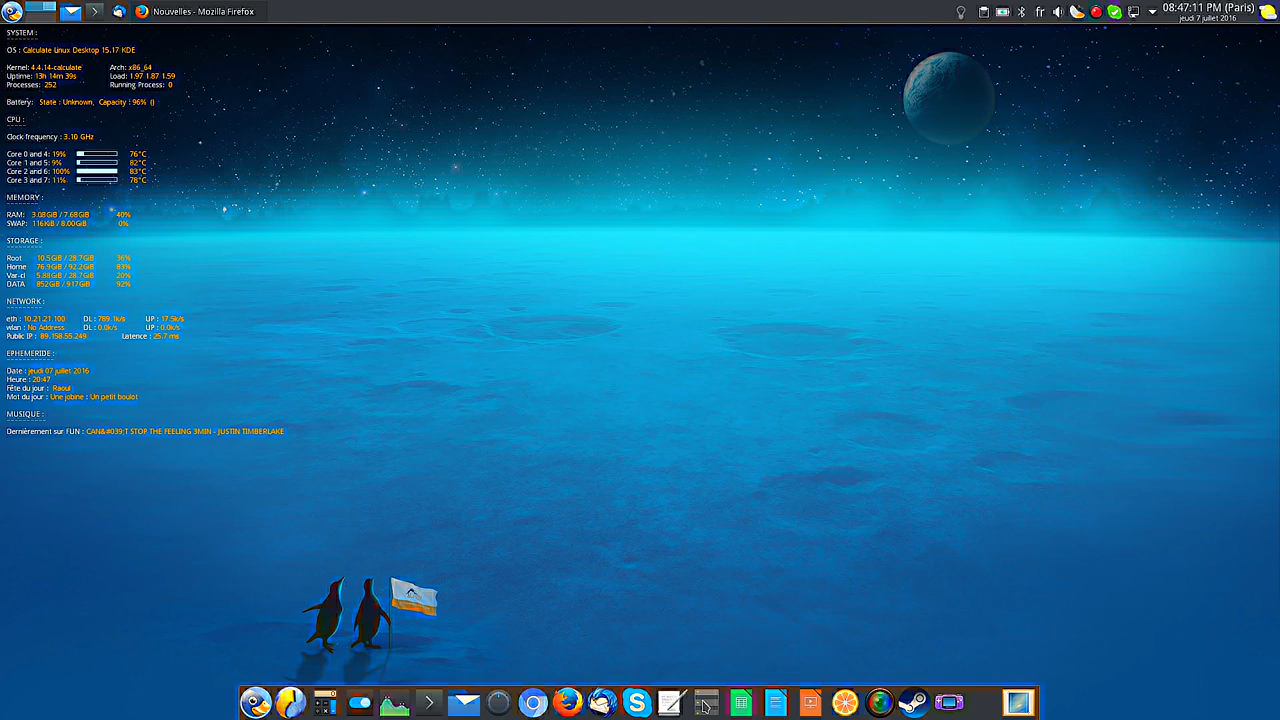 Nouvelles - Mozilla Firefox
fr
08:47:11 PM (Paris)
jeudi 7 juillet 2016
SYSTEM :
OS : Calculate Linux Desktop 15.17 KDE
Kernel: 4.4.14-calculate Arch: x86_64
Uptime: 13h 14m 39s Load: 1.97 1.87 1.59
Processes: 252 Running Process: 0
Battery: State : Unknown, Capacity : 96% ()
CPU :
Clock frequency : 3.10 GHz
Core 0 and 4: 19% 76°C
Core 1 and 5: 9% 82°C
Core 2 and 6: 100% 83°C
Core 3 and 7: 11% 78°C
MEMORY :
RAM: 3.08GiB / 7.68GiB 40%
SWAP: 116KiB / 8.00GiB 0%
STORAGE :
Root 10.5GiB / 28.7GiB 36%
Home 76.9GiB / 92.2GiB 83%
Var-cl 5.88GiB / 28.7GiB 20%
DATA 852GiB / 917GiB 92%
NETWORK :
eth : 10.21.21.100 DL : 789.1k/s UP : 17.5k/s
wlan : No Address DL : 0.0k/s UP : 0.0k/s
Public IP : 89.158.55.249 Latence : 25.7 ms
EPHEMERIDE :
Date : jeudi 07 juillet 2016
Heure : 20:47
Fête du jour : Raoul
Mot du jour : Une jobine : Un petit boulot
MUSIQUE :
Dernièrement sur FUN : CAN&#039;T STOP THE FEELING 3MIN - JUSTIN TIMBERLAKE